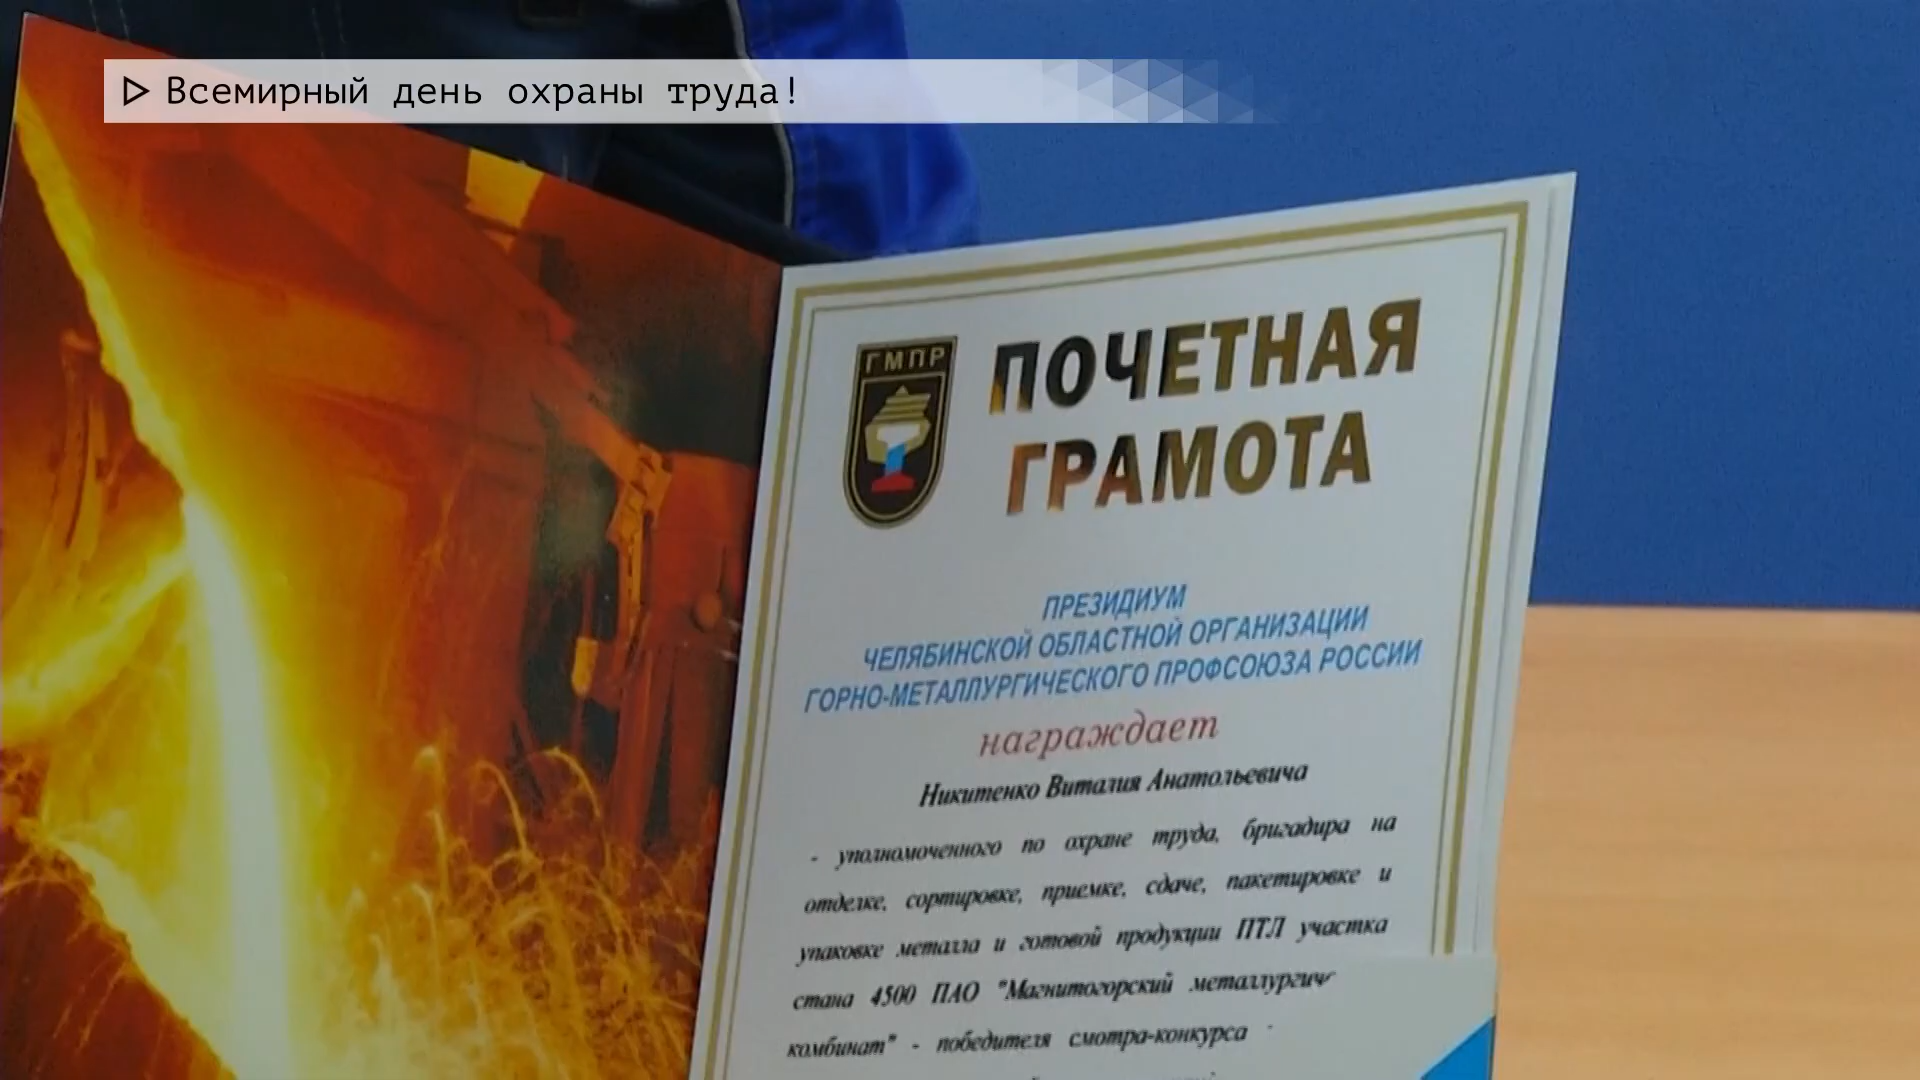 Всемирный день охраны труда!
ГМПР
ПОЧЕТНАЯ
ГРАМОТА
ПРЕЗИДИУМ
ЧЕЛЯБИНСКОЙ ОБЛАСТНОЙ ОРГАНИЗАЦИИ
ГОРНО-МЕТАЛЛУРГИЧЕСКОГО ПРОФСОЮЗА РОССИИ
награждает
Никитенко Виталия Анатольевича
- уполномоченного по охране труда, бригадира на
отделке, сортировке, приемке, сдаче, пакетировке и
упаковке металла и готовой продукции ПТЛ участка
стана 4500 ПАО "Магнитогорский
комбинат" - победителя смотра-конкурса